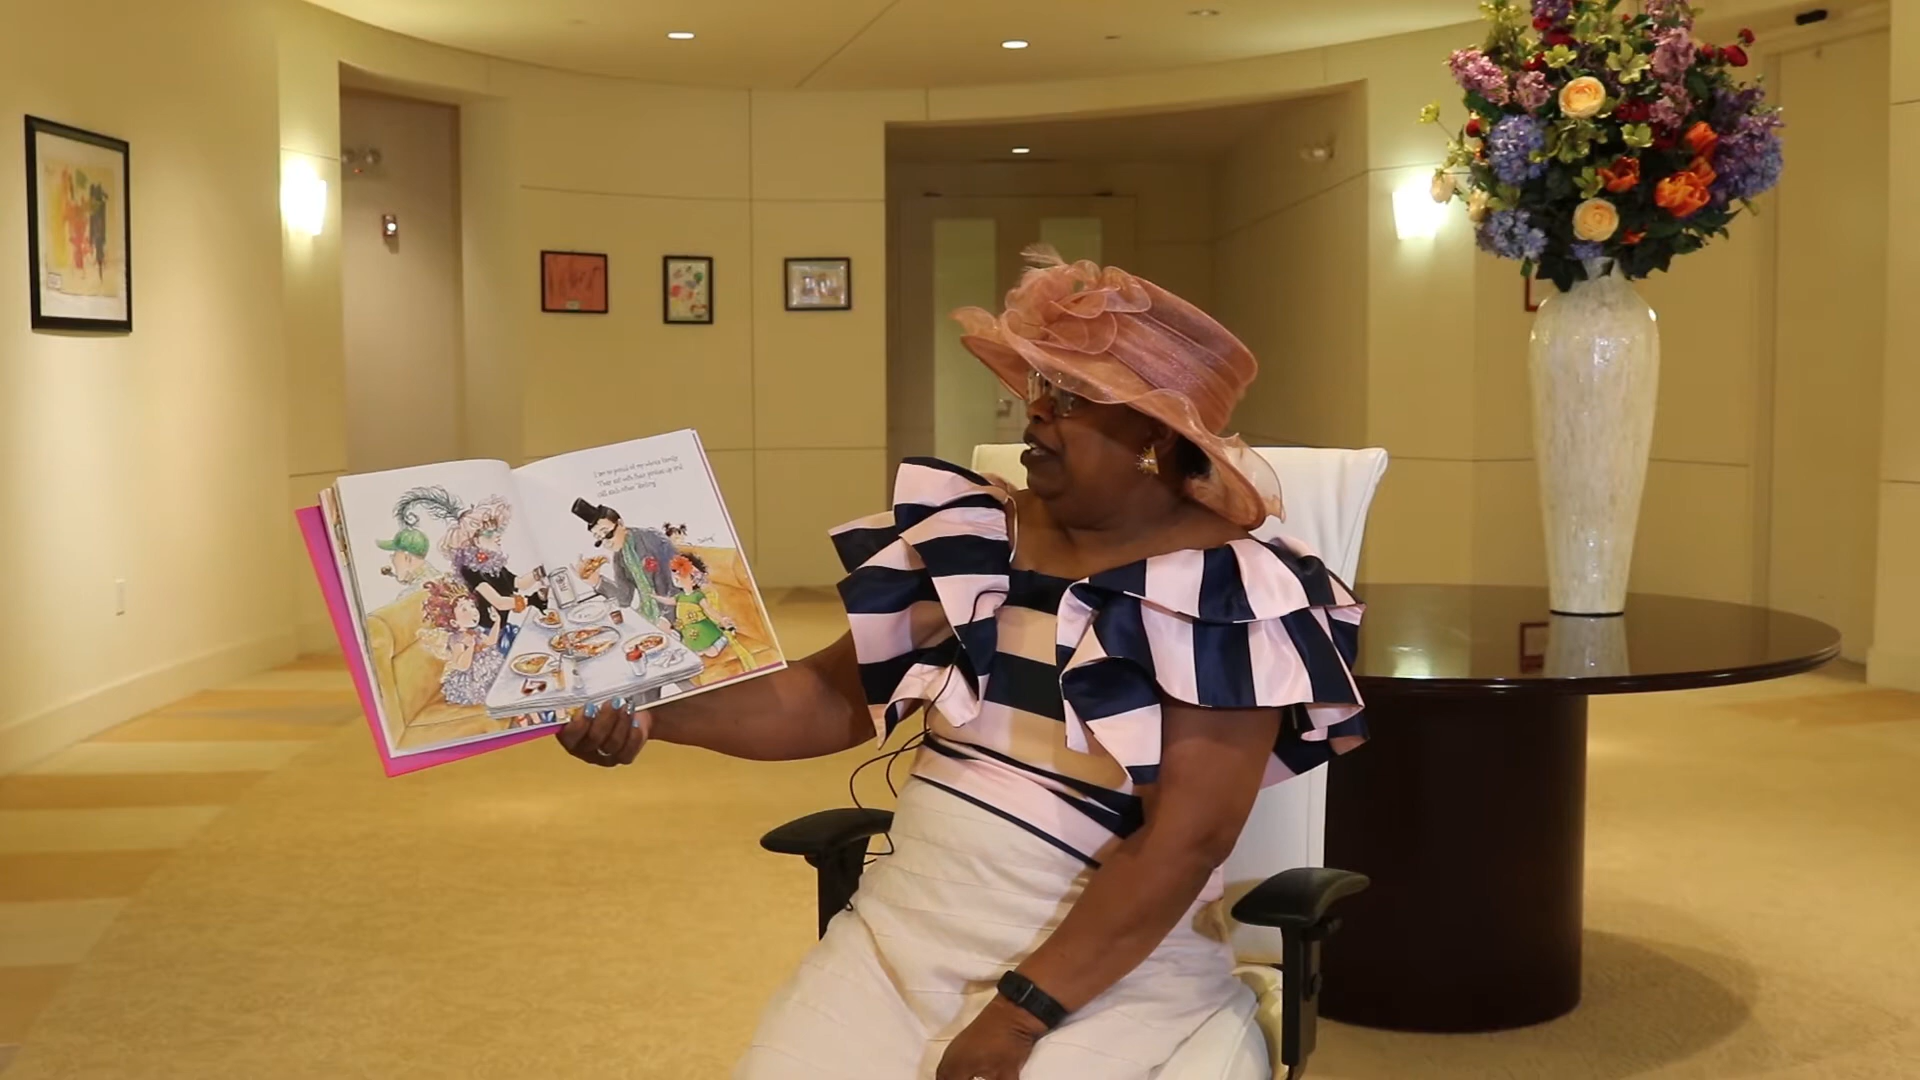 I am so proud of my whole family.
They eat with their pinkies up and
call each other "darling."